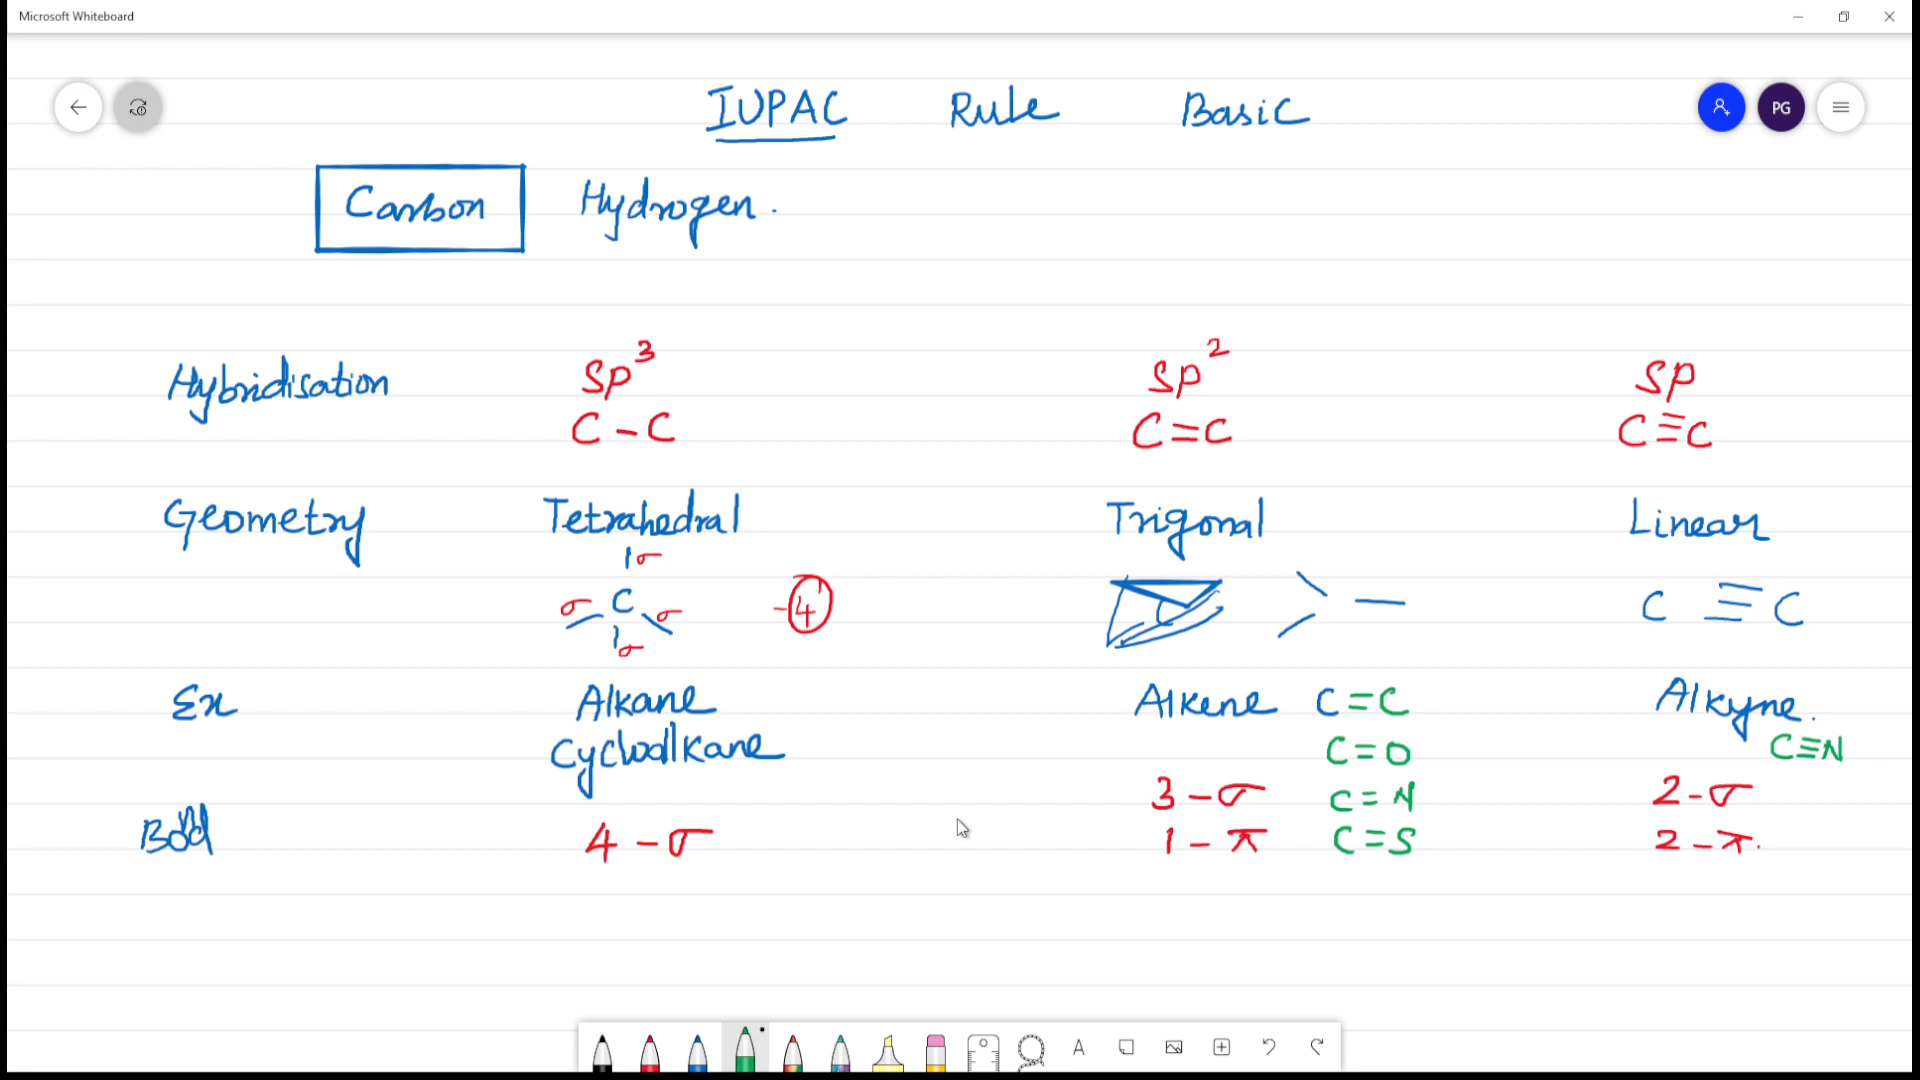 Microsoft Whiteboard
IUPAC Rule Basic
PG
Carbon Hydrogen.
Hybridisation sp³ sp² sp
C - C C = C C ≡ C
Geometry Tetrahedral Trigonal Linear
1σ
σ C σ - 4 C ≡ C
1σ
Ex Alkane Alkene C = C Alkyne.
Cycloalkane C = O C ≡ N
3 - σ C = N 2 - σ
4 - σ 1 - π C = S 2 - π.
A